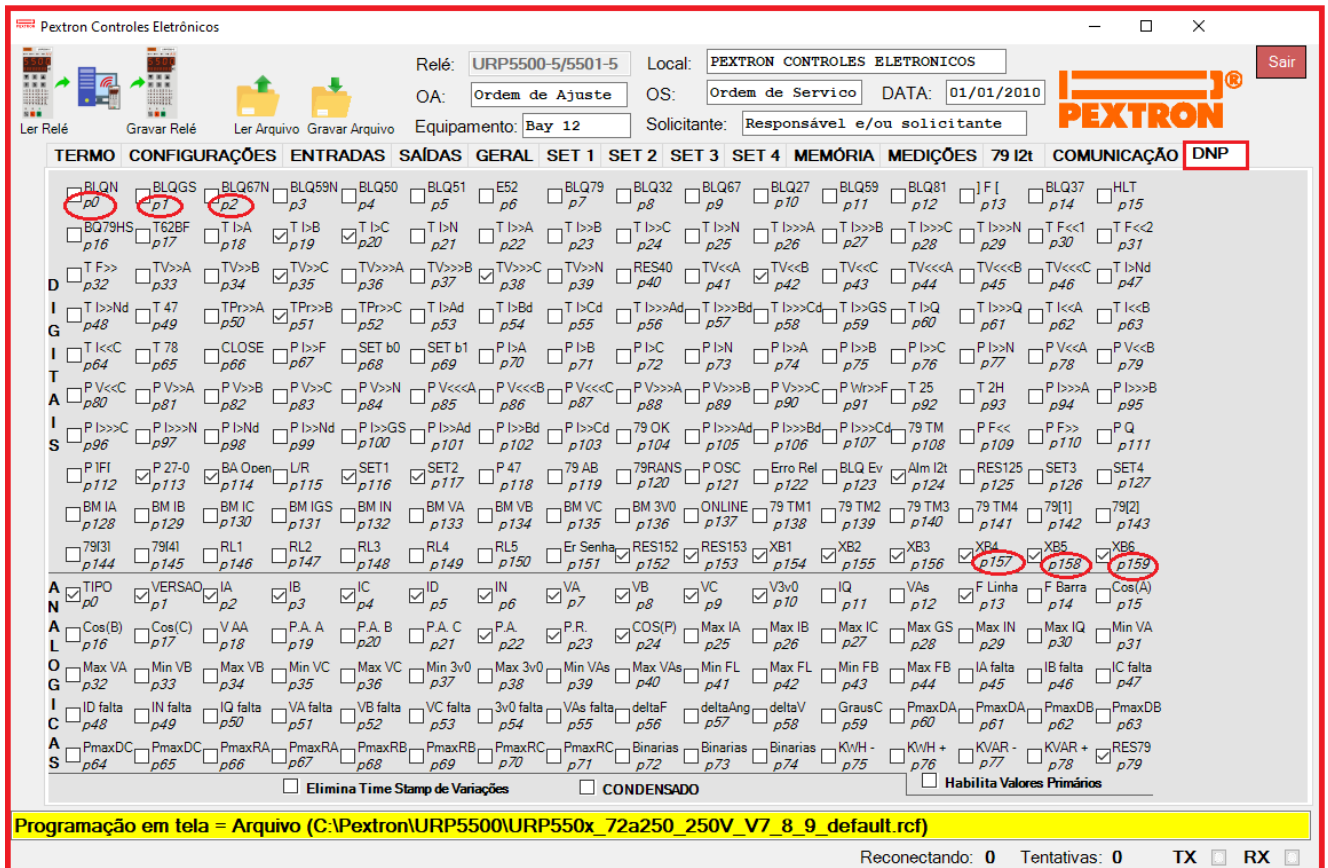 PEXTRON Pextron Controles Eletrônicos
Relé: URP5500-5/5501-5 Local: PEXTRON CONTROLES ELETRONICOS Sair
OA: Ordem de Ajuste OS: Ordem de Servico DATA: 01/01/2010
Ler Relé Gravar Relé Ler Arquivo Gravar Arquivo Equipamento: Bay 12 Solicitante: Responsável e/ou solicitante PEXTRON ®
TERMO CONFIGURAÇÕES ENTRADAS SAÍDAS GERAL SET 1 SET 2 SET 3 SET 4 MEMÓRIA MEDIÇÕES 79 I2t COMUNICAÇÃO DNP
DIGITAIS
BLQN BLQGS BLQ67N BLQ59N BLQ50 BLQ51 E52 BLQ79 BLQ32 BLQ67 BLQ27 BLQ59 BLQ81 ] F [ BLQ37 HLT
p0 p1 p2 p3 p4 p5 p6 p7 p8 p9 p10 p11 p12 p13 p14 p15
BQ79HS T62BF T I>A T I>B T I>C T I>N T I>>A T I>>B T I>>C T I>>N T I>>>A T I>>>B T I>>>C T I>>>N T F<<1 T F<<2
p16 p17 p18 p19 p20 p21 p22 p23 p24 p25 p26 p27 p28 p29 p30 p31
T F>> TV>>A TV>>B TV>>C TV>>>A TV>>>B TV>>>C TV>>N RES40 TV<<A TV<<B TV<<C TV<<<A TV<<<B TV<<<C T I>Nd
p32 p33 p34 p35 p36 p37 p38 p39 p40 p41 p42 p43 p44 p45 p46 p47
T I>>Nd T 47 TPr>>A TPr>>B TPr>>C T I>Ad T I>Bd T I>Cd T I>>>Ad T I>>>Bd T I>>>Cd T I>>GS T I>Q T I>>>Q T I<<A T I<<B
p48 p49 p50 p51 p52 p53 p54 p55 p56 p57 p58 p59 p60 p61 p62 p63
T I<<C T 78 CLOSE P I>>F SET b0 SET b1 P I>A P I>B P I>C P I>N P I>>A P I>>B P I>>C P I>>N P V<<A P V<<B
p64 p65 p66 p67 p68 p69 p70 p71 p72 p73 p74 p75 p76 p77 p78 p79
P V<<C P V>>A P V>>B P V>>C P V>>N P V<<<A P V<<<B P V<<<C P V>>>A P V>>>B P V>>>C P Wr>>F T 25 T 2H P I>>>A P I>>>B
p80 p81 p82 p83 p84 p85 p86 p87 p88 p89 p90 p91 p92 p93 p94 p95
P I>>>C P I>>>N P I>Nd P I>>Nd P I>>GS P I>>Ad P I>>Bd P I>>Cd 79 OK P I>>>Ad P I>>>Bd P I>>>Cd 79 TM P F<< P F>> P Q
p96 p97 p98 p99 p100 p101 p102 p103 p104 p105 p106 p107 p108 p109 p110 p111
P 27-0 BA Open L/R SET1 SET2 P 47 79 AB 79RANS P OSC Erro Rel BLQ Ev Alm I2t RES125 SET3 SET4
p112 p113 p114 p115 p116 p117 p118 p119 p120 p121 p122 p123 p124 p125 p126 p127
BM IA BM IB BM IC BM IGS BM IN BM VA BM VB BM VC BM 3V0 ONLINE 79 TM1 79 TM2 79 TM3 79 TM4 79[1] 79[2]
p128 p129 p130 p131 p132 p133 p134 p135 p136 p137 p138 p139 p140 p141 p142 p143
79[3] 79[4] RL1 RL2 RL3 RL4 RL5 Er Senha RES152 RES153 XB1 XB2 XB3 XB4 XB5 XB6
p144 p145 p146 p147 p148 p149 p150 p151 p152 p153 p154 p155 p156 p157 p158 p159
ANALOGICAS
TIPO VERSAO IA IB IC ID IN VA VB VC V3v0 IQ VAs F Linha F Barra Cos(A)
p0 p1 p2 p3 p4 p5 p6 p7 p8 p9 p10 p11 p12 p13 p14 p15
Cos(B) Cos(C) V AA P.A. A P.A. B P.A. C P.A. P.R. COS(P) Max IA Max IB Max IC Max GS Max IN Max IQ Min VA
p16 p17 p18 p19 p20 p21 p22 p23 p24 p25 p26 p27 p28 p29 p30 p31
Max VA Min VB Max VB Min VC Max VC Min 3v0 Max 3v0 Min VAs Max VAs Min FL Max FL Min FB Max FB IA falta IB falta IC falta
p32 p33 p34 p35 p36 p37 p38 p39 p40 p41 p42 p43 p44 p45 p46 p47
ID falta IN falta IQ falta VA falta VB falta VC falta 3v0 falta VAs falta deltaF deltaAng deltaV GrausC PmaxDA PmaxDA PmaxDB PmaxDB
p48 p49 p50 p51 p52 p53 p54 p55 p56 p57 p58 p59 p60 p61 p62 p63
PmaxDC PmaxDC PmaxRA PmaxRA PmaxRB PmaxRB PmaxRC PmaxRC Binarias Binarias Binarias KWH - KWH + KVAR - KVAR + RES79
p64 p65 p66 p67 p68 p69 p70 p71 p72 p73 p74 p75 p76 p77 p78 p79
Elimina Time Stamp de Variações CONDENSADO Habilita Valores Primários
Programação em tela = Arquivo (C:\Pextron\URP5500\URP550x_72a250_250V_V7_8_9_default.rcf)
Reconectando: 0 Tentativas: 0 TX RX